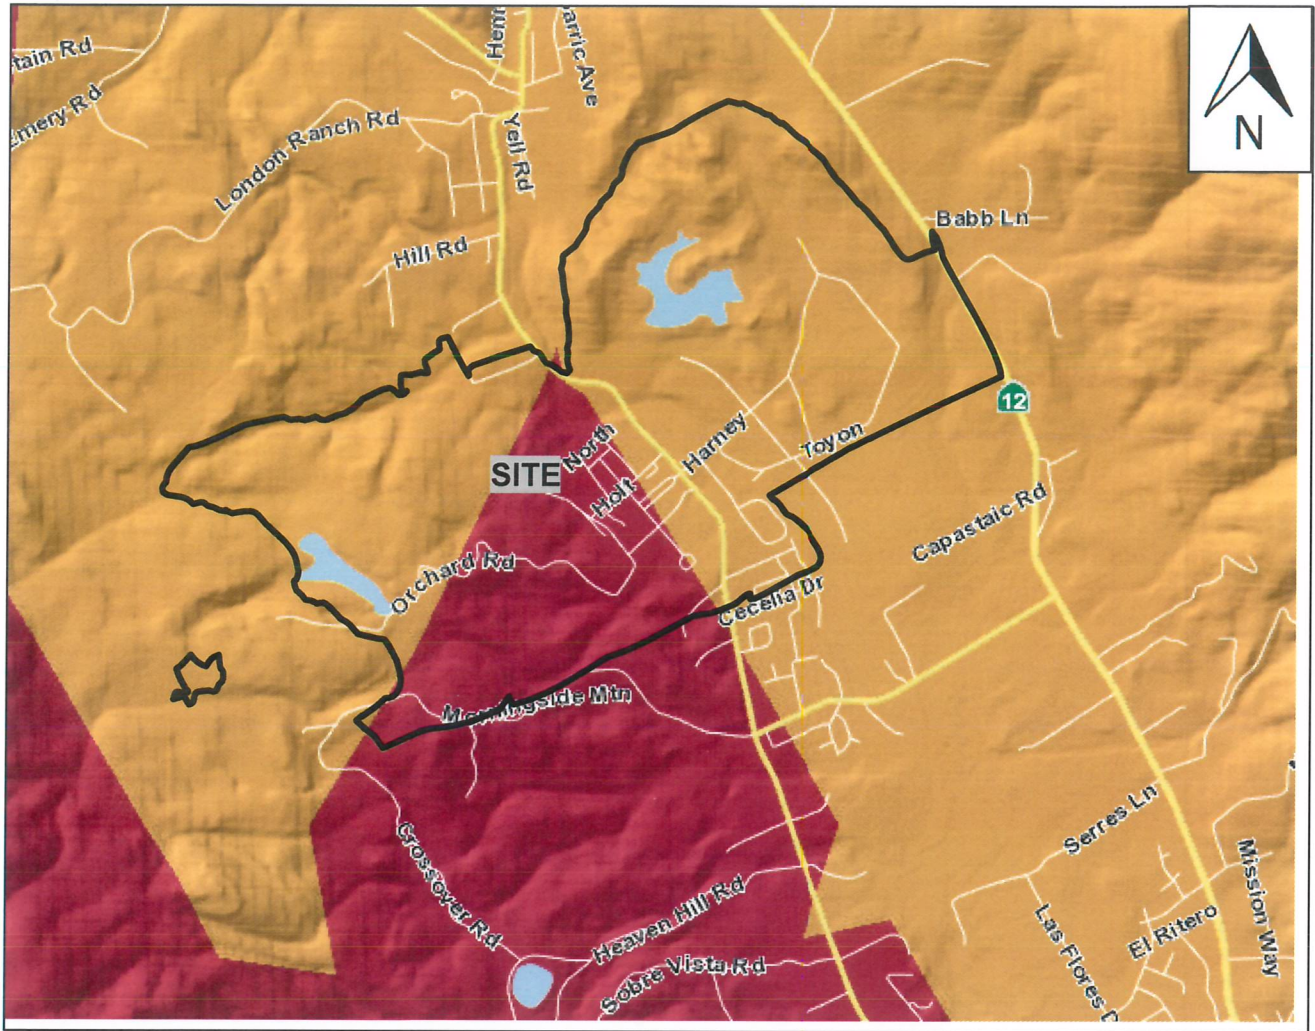 Hem
arric Ave
tain Rd
Emery Rd
London Ranch Rd
Yell Rd
N
Babb Ln
Hill Rd
12
SITE
North
Harney
Toyon
Holt
Capastaic Rd
Orchard Rd
Cecelia Dr
Morningside Mtn
Serres Ln
Crossover Rd
Heaven Hill Rd
Mission Way
Las Flores D
El Ritero
Sobre Vista Rd